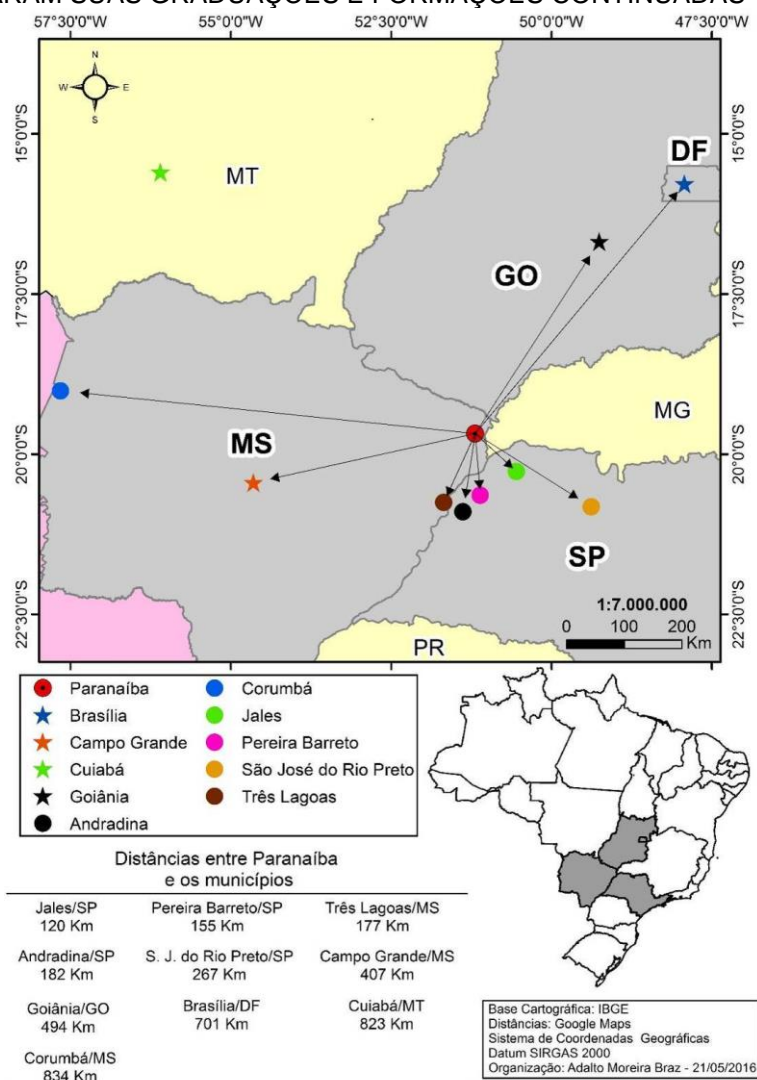 ARAM SUAS GRADUAÇÕES E FORMAÇÕES CONTINUADAS
57°30'0"S 55°0'0"S 52°30'0"S 50°0'0"S 47°30'0"S
N
W E
S
15°0'0"S 15°0'0"S
DF
MT
GO
17°30'0"S 17°30'0"S
MG
MS
20°0'0"S 20°0'0"S
SP
22°30'0"S 22°30'0"S
1:7.000.000
0 100 200
Km
PR
Paranaíba Corumbá
Brasília Jales
Campo Grande Pereira Barreto
Cuiabá São José do Rio Preto
Goiânia Três Lagoas
Andradina
Distâncias entre Paranaíba
e os municípios
Jales/SP Pereira Barreto/SP Três Lagoas/MS
120 Km 155 Km 177 Km
Andradina/SP S. J. do Rio Preto/SP Campo Grande/MS
182 Km 267 Km 407 Km
Goiânia/GO Brasília/DF Cuiabá/MT
494 Km 701 Km 823 Km
Corumbá/MS
834 Km
Base Cartográfica: IBGE
Distâncias: Google Maps
Sistema de Coordenadas Geográficas
Datum SIRGAS 2000
Organização: Adalto Moreira Braz - 21/05/2016